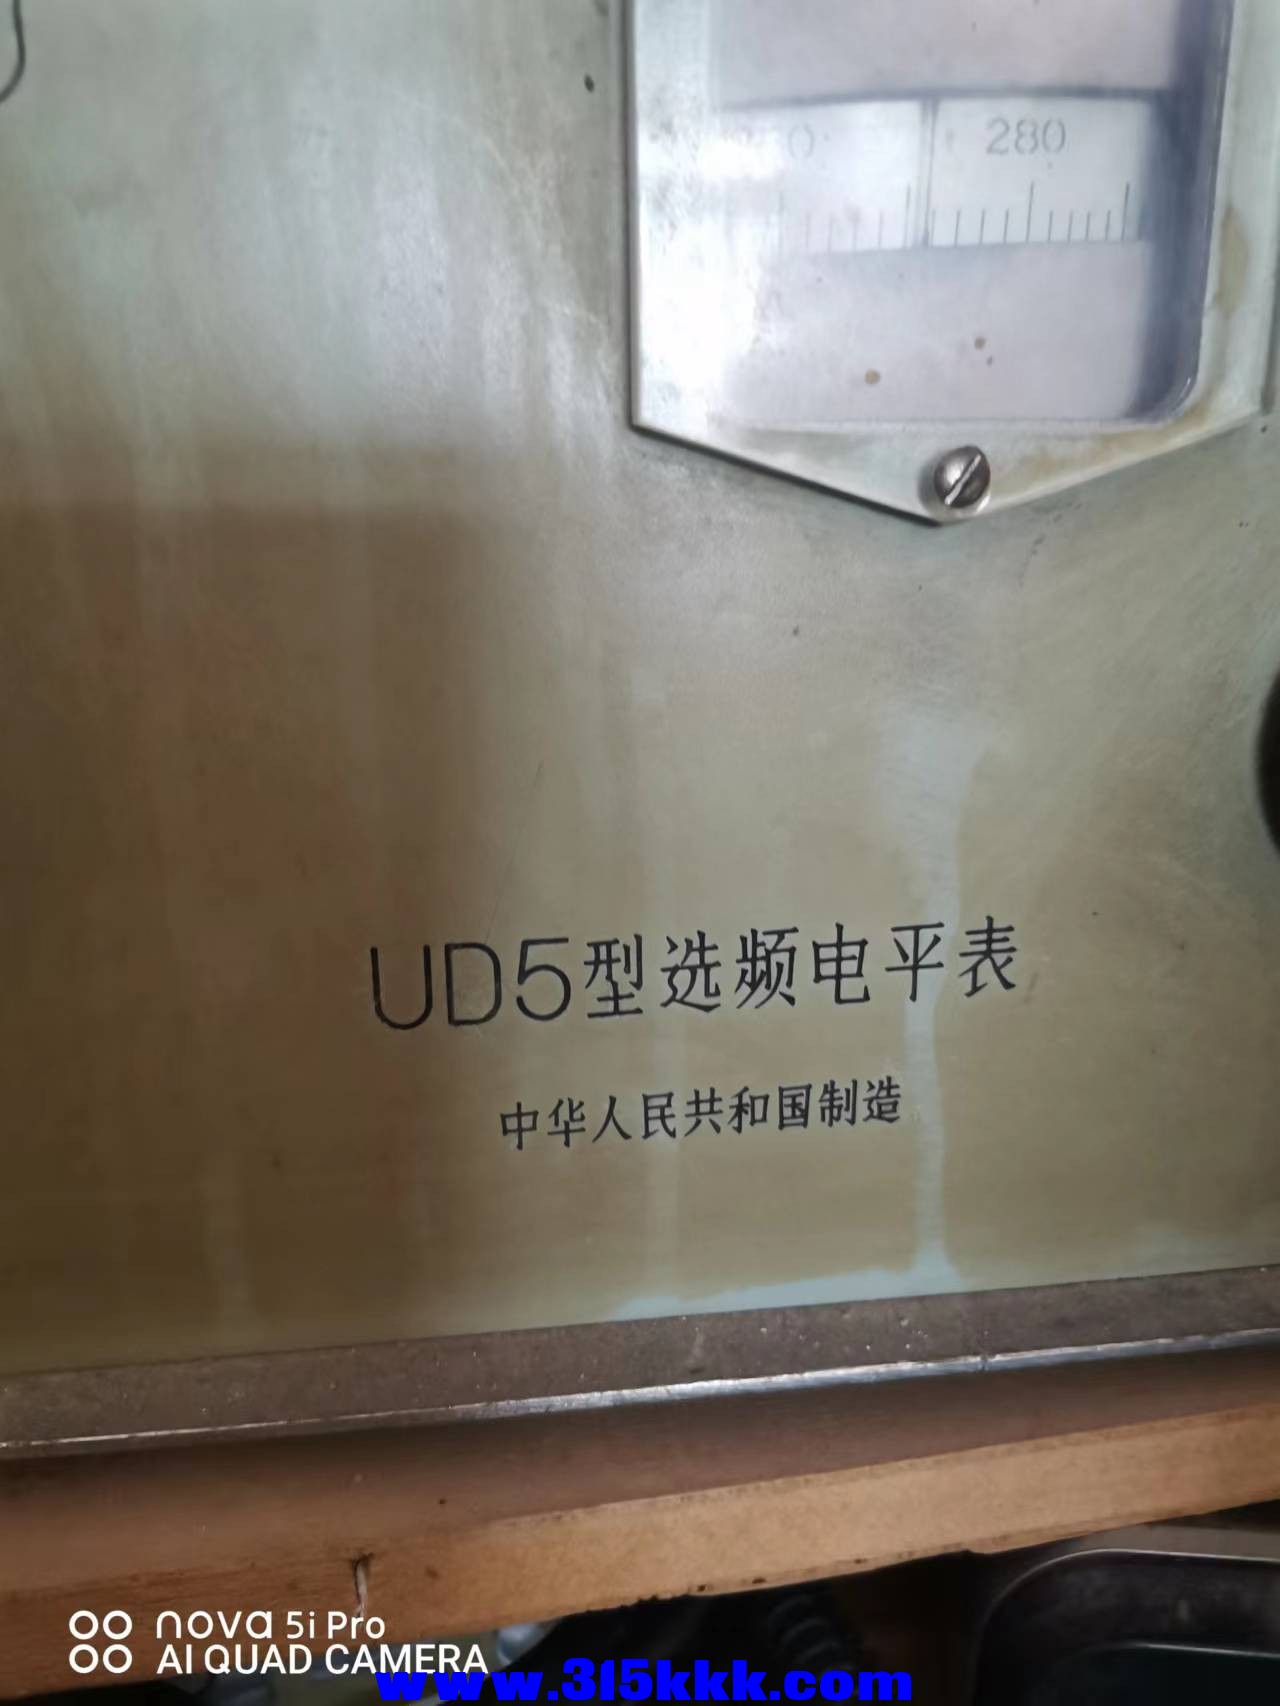 280
UD5型选频电平表
中华人民共和国制造
nova 5i Pro
AI QUAD CAMERA
www.315kkk.com